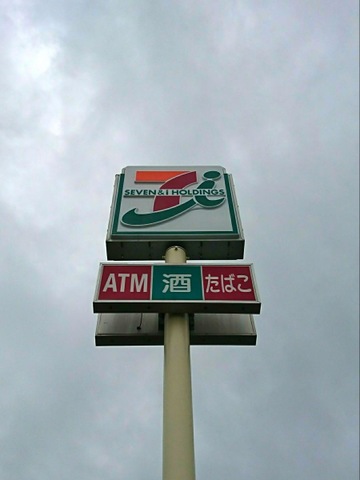 SEVEN & i HOLDINGS
ATM 酒 たばこ